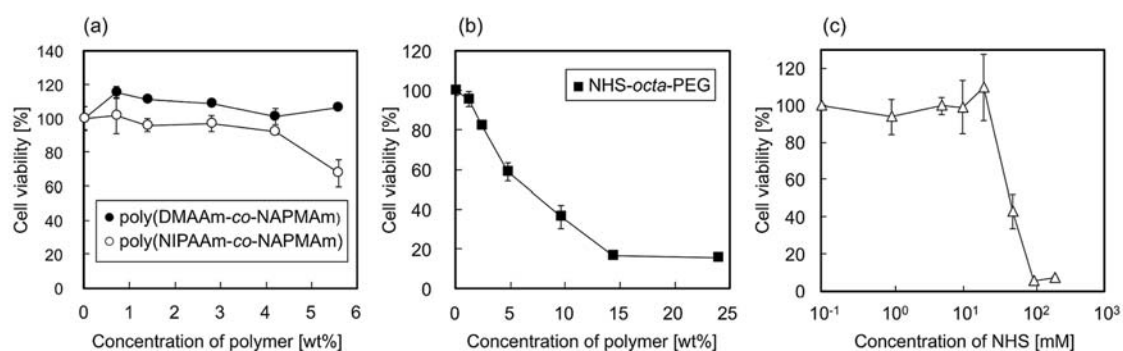 (a)
140
120
100
80
60
40
20
0
Cell viability [%]
poly(DMAAm-co-NAPMAm)
poly(NIPAAm-co-NAPMAm)
0 1 2 3 4 5 6
Concentration of polymer [wt%]
(b)
120
100
80
60
40
20
0
Cell viability [%]
NHS-octa-PEG
0 5 10 15 20 25
Concentration of polymer [wt%]
(c)
120
100
80
60
40
20
0
Cell viability [%]
10⁻¹ 10⁰ 10¹ 10² 10³
Concentration of NHS [mM]